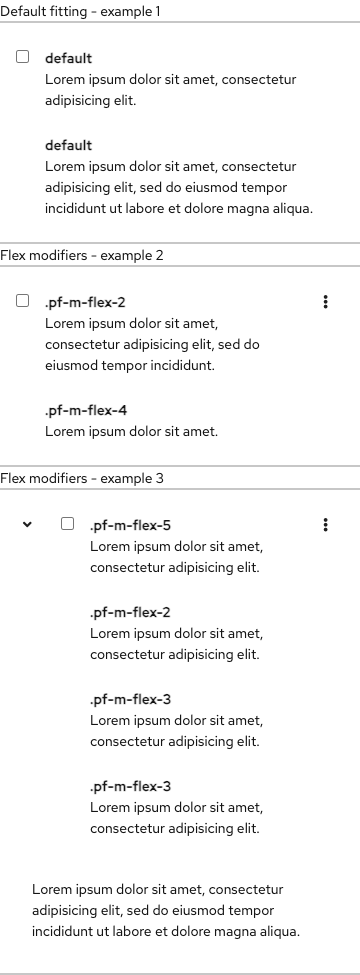 Default fitting - example 1
default
Lorem ipsum dolor sit amet, consectetur
adipisicing elit.
default
Lorem ipsum dolor sit amet, consectetur
adipisicing elit, sed do eiusmod tempor
incididunt ut labore et dolore magna aliqua.
Flex modifiers - example 2
.pf-m-flex-2
Lorem ipsum dolor sit amet,
consectetur adipisicing elit, sed do
eiusmod tempor incididunt.
.pf-m-flex-4
Lorem ipsum dolor sit amet.
Flex modifiers - example 3
.pf-m-flex-5
Lorem ipsum dolor sit amet,
consectetur adipisicing elit.
.pf-m-flex-2
Lorem ipsum dolor sit amet,
consectetur adipisicing elit.
.pf-m-flex-3
Lorem ipsum dolor sit amet,
consectetur adipisicing elit.
.pf-m-flex-3
Lorem ipsum dolor sit amet,
consectetur adipisicing elit.
Lorem ipsum dolor sit amet, consectetur
adipisicing elit, sed do eiusmod tempor
incididunt ut labore et dolore magna aliqua.